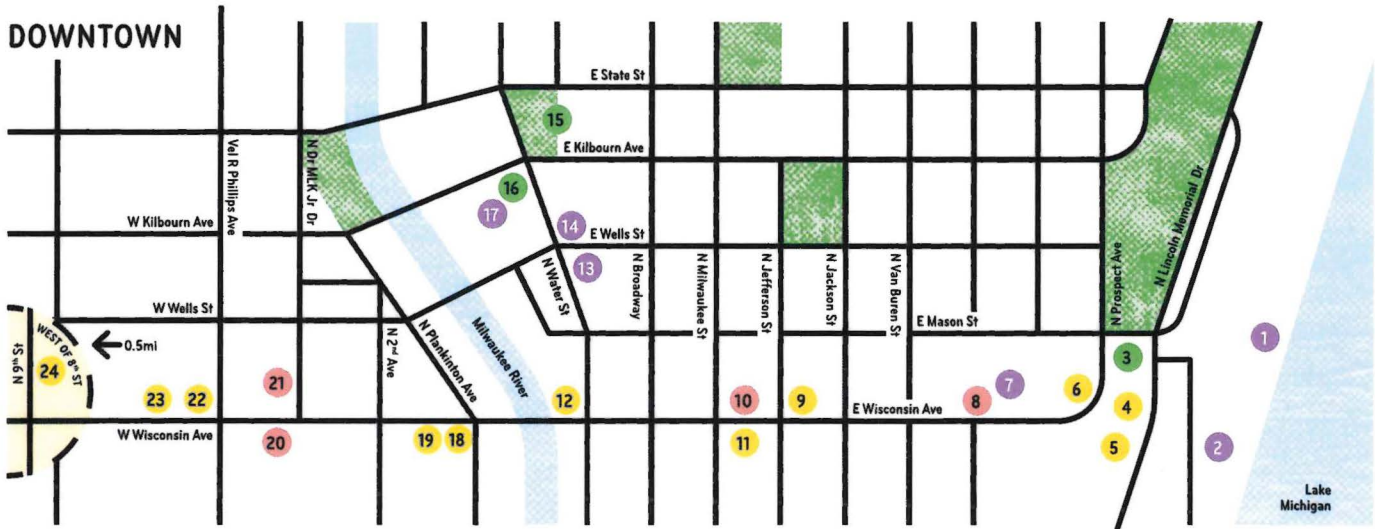 DOWNTOWN
E State St
15
E Kilbourn Ave
Vel R Phillips Ave
N Dr MLK Jr Dr
16
17
14
W Kilbourn Ave
E Wells St
13
N Water St
N Broadway
N Milwaukee St
N Jefferson St
N Jackson St
N Van Buren St
N Prospect Ave
N Lincoln Memorial Dr
W Wells St
E Mason St
N 2nd Ave
N Plankinton Ave
Milwaukee River
WEST OF 8th ST
0.5mi
N 9th St
24
1
3
21
7
6
23
22
12
10
9
8
4
E Wisconsin Ave
W Wisconsin Ave
20
19
18
11
5
2
Lake
Michigan